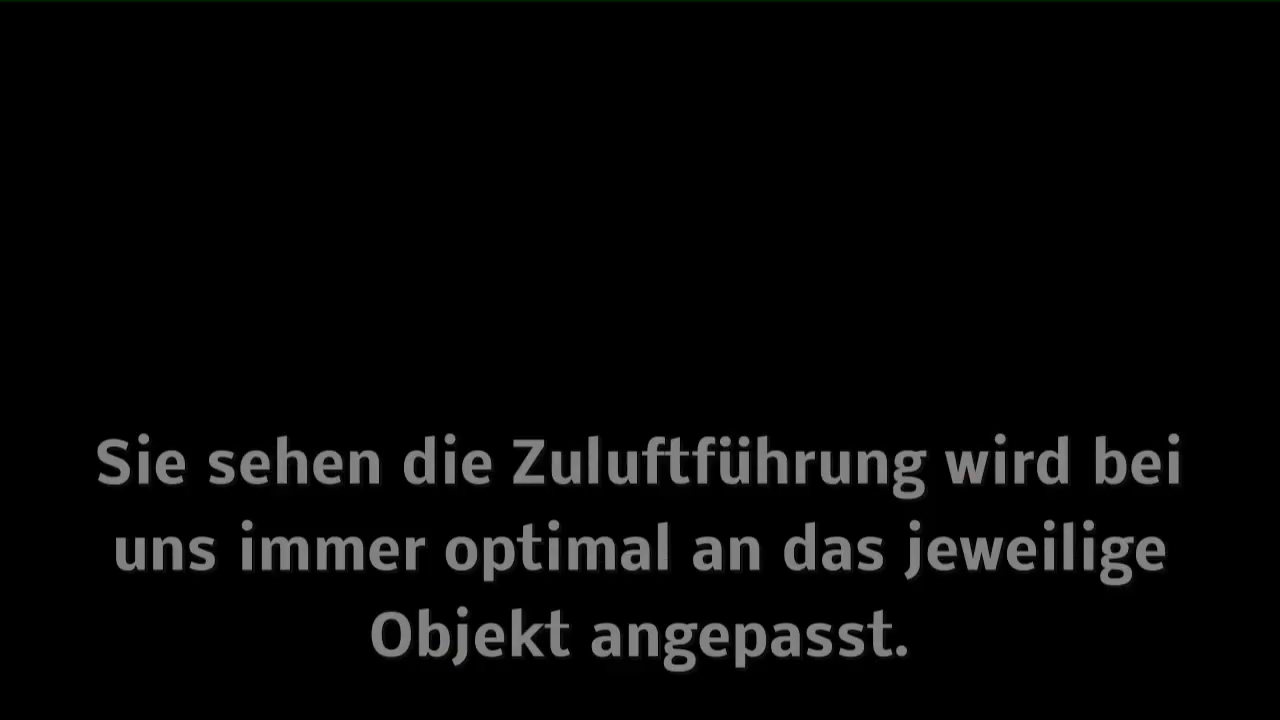 Sie sehen die Zuluftführung wird bei
uns immer optimal an das jeweilige
Objekt angepasst.